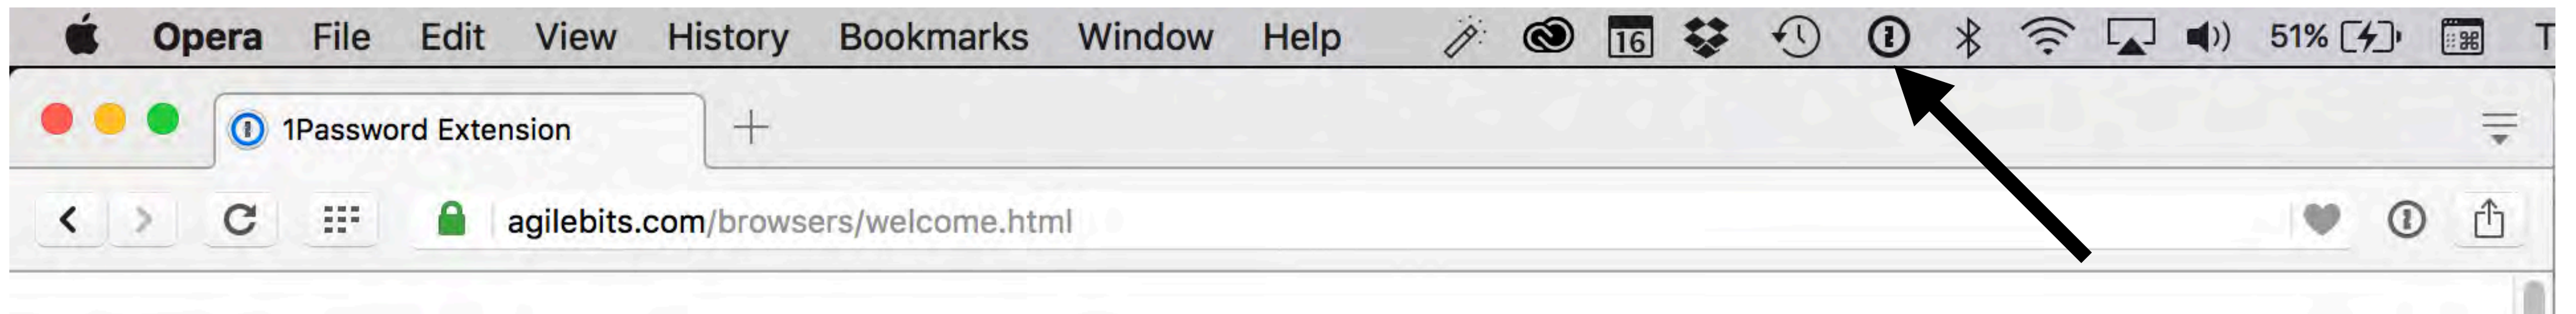 Opera File Edit View History Bookmarks Window Help 16 51% T
1Password Extension
agilebits.com/browsers/welcome.html